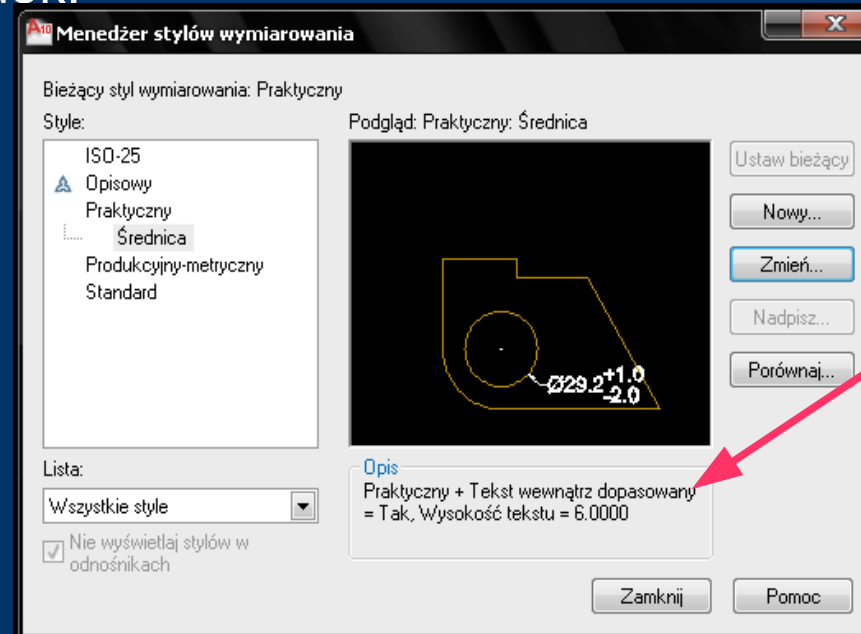 A10 Menedżer stylów wymiarowania
Bieżący styl wymiarowania: Praktyczny
Style:
ISO-25
Opisowy
Praktyczny
Średnica
Produkcyjny-metryczny
Standard
Lista:
Wszystkie style
Nie wyświetlaj stylów w
odnośnikach
Podgląd: Praktyczny: Średnica
Ø29.2 +1.0
-2.0
Opis
Praktyczny + Tekst wewnątrz dopasowany
= Tak, Wysokość tekstu = 6.0000
Ustaw bieżący
Nowy...
Zmień...
Nadpisz...
Porównaj...
Zamknij
Pomoc